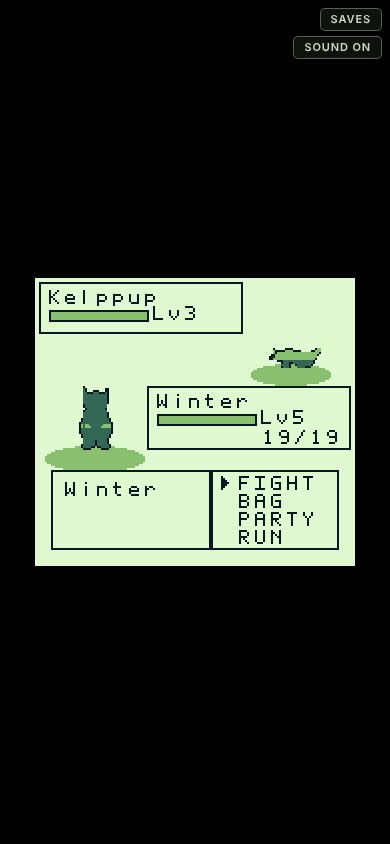 SAVES
SOUND ON
Kelppup
Lv3
Winter
Lv5
19/19
Winter
FIGHT
BAG
PARTY
RUN